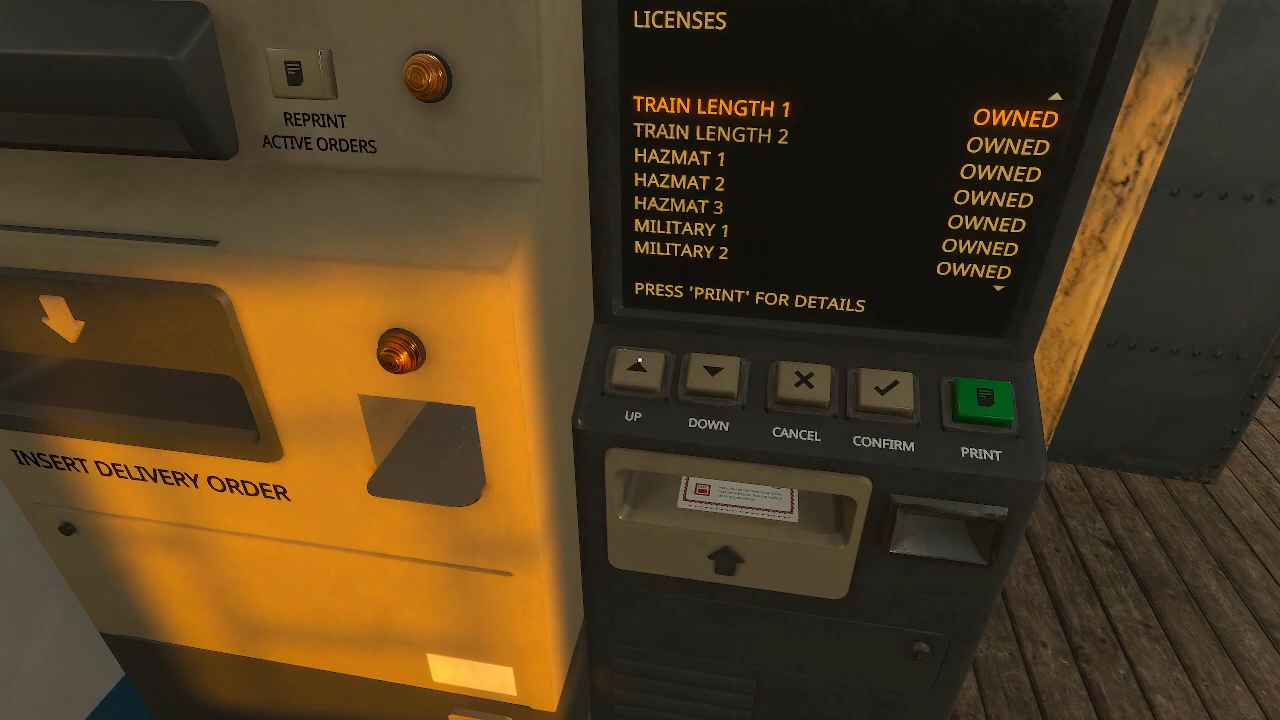 REPRINT
ACTIVE ORDERS
INSERT DELIVERY ORDER
LICENSES
TRAIN LENGTH 1 OWNED
TRAIN LENGTH 2 OWNED
HAZMAT 1 OWNED
HAZMAT 2 OWNED
HAZMAT 3 OWNED
MILITARY 1 OWNED
MILITARY 2 OWNED
PRESS 'PRINT' FOR DETAILS
UP DOWN CANCEL CONFIRM PRINT